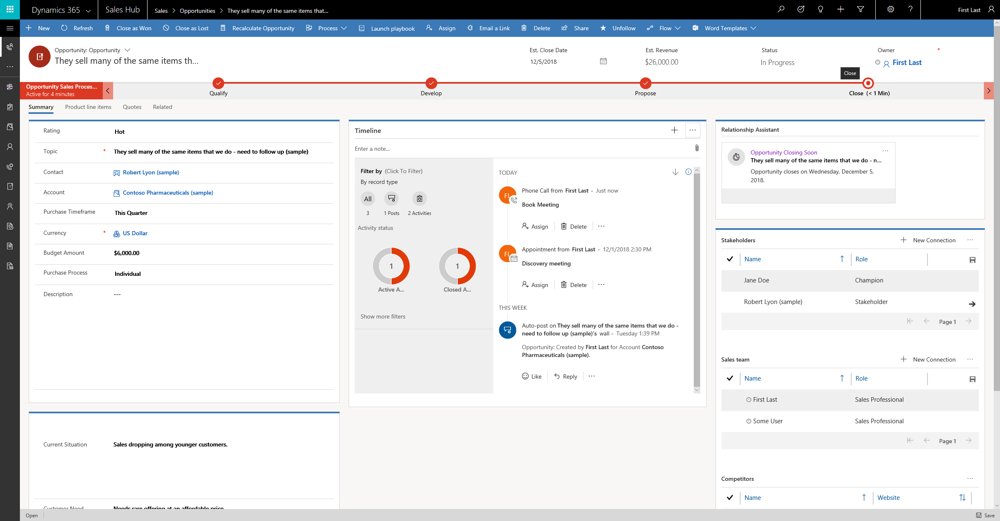 Dynamics 365
Sales Hub
Sales > Opportunities > They sell many of the same items that...
First Last
New Refresh Close as Won Close as Lost Recalculate Opportunity Process Launch playbook Assign Email a Link Delete Share Unfollow Flow Word Templates
Opportunity: Opportunity
They sell many of the same items th...
Est. Close Date
12/5/2018
Est. Revenue
$26,000.00
Status
In Progress
Owner *
First Last
Close
Opportunity Sales Proces...
Active for 4 minutes
Qualify
Develop
Propose
Close (< 1 Min)
Summary Product line items Quotes Related
Rating Hot
Topic * They sell many of the same items that we do - need to follow up (sample)
Contact Robert Lyon (sample)
Account Contoso Pharmaceuticals (sample)
Purchase Timeframe This Quarter
Currency * US Dollar
Budget Amount $6,000.00
Purchase Process Individual
Description ---
Current Situation Sales dropping among younger customers.
Customer Need Needs rare offering at an affordable price
Timeline
Enter a note...
Filter by (Click To Filter)
By record type
All
3 1 Posts 2 Activities
Activity status
1 1
Active A... Closed A...
Show more filters
TODAY
FL
Phone Call from First Last - Just now
Book Meeting
Assign Delete ...
FL
Appointment from First Last - 12/1/2018 2:30 PM
Discovery meeting
Assign Delete ...
THIS WEEK
Auto-post on They sell many of the same items that we do -
need to follow up (sample)'s wall - Tuesday 1:39 PM
Opportunity: Created by First Last for Account Contoso
Pharmaceuticals (sample).
Like Reply ...
Relationship Assistant
Opportunity Closing Soon
They sell many of the same items that we do - n...
Opportunity closes on Wednesday, December 5,
2018.
Stakeholders + New Connection ...
Name Role
Jane Doe Champion
Robert Lyon (sample) Stakeholder
Page 1
Sales team + New Connection ...
Name Role
First Last Sales Professional
Some User Sales Professional
Page 1
Competitors ...
Name Website
Open
Save